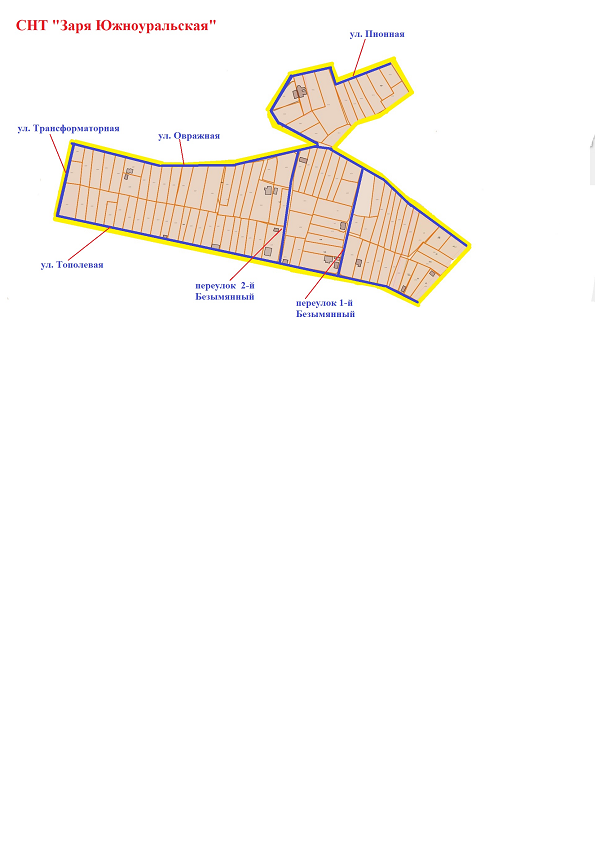 СНТ "Заря Южноуральская"
ул. Пионная
ул. Трансформаторная
ул. Овражная
ул. Тополевая
переулок 2-й
Безымянный
переулок 1-й
Безымянный